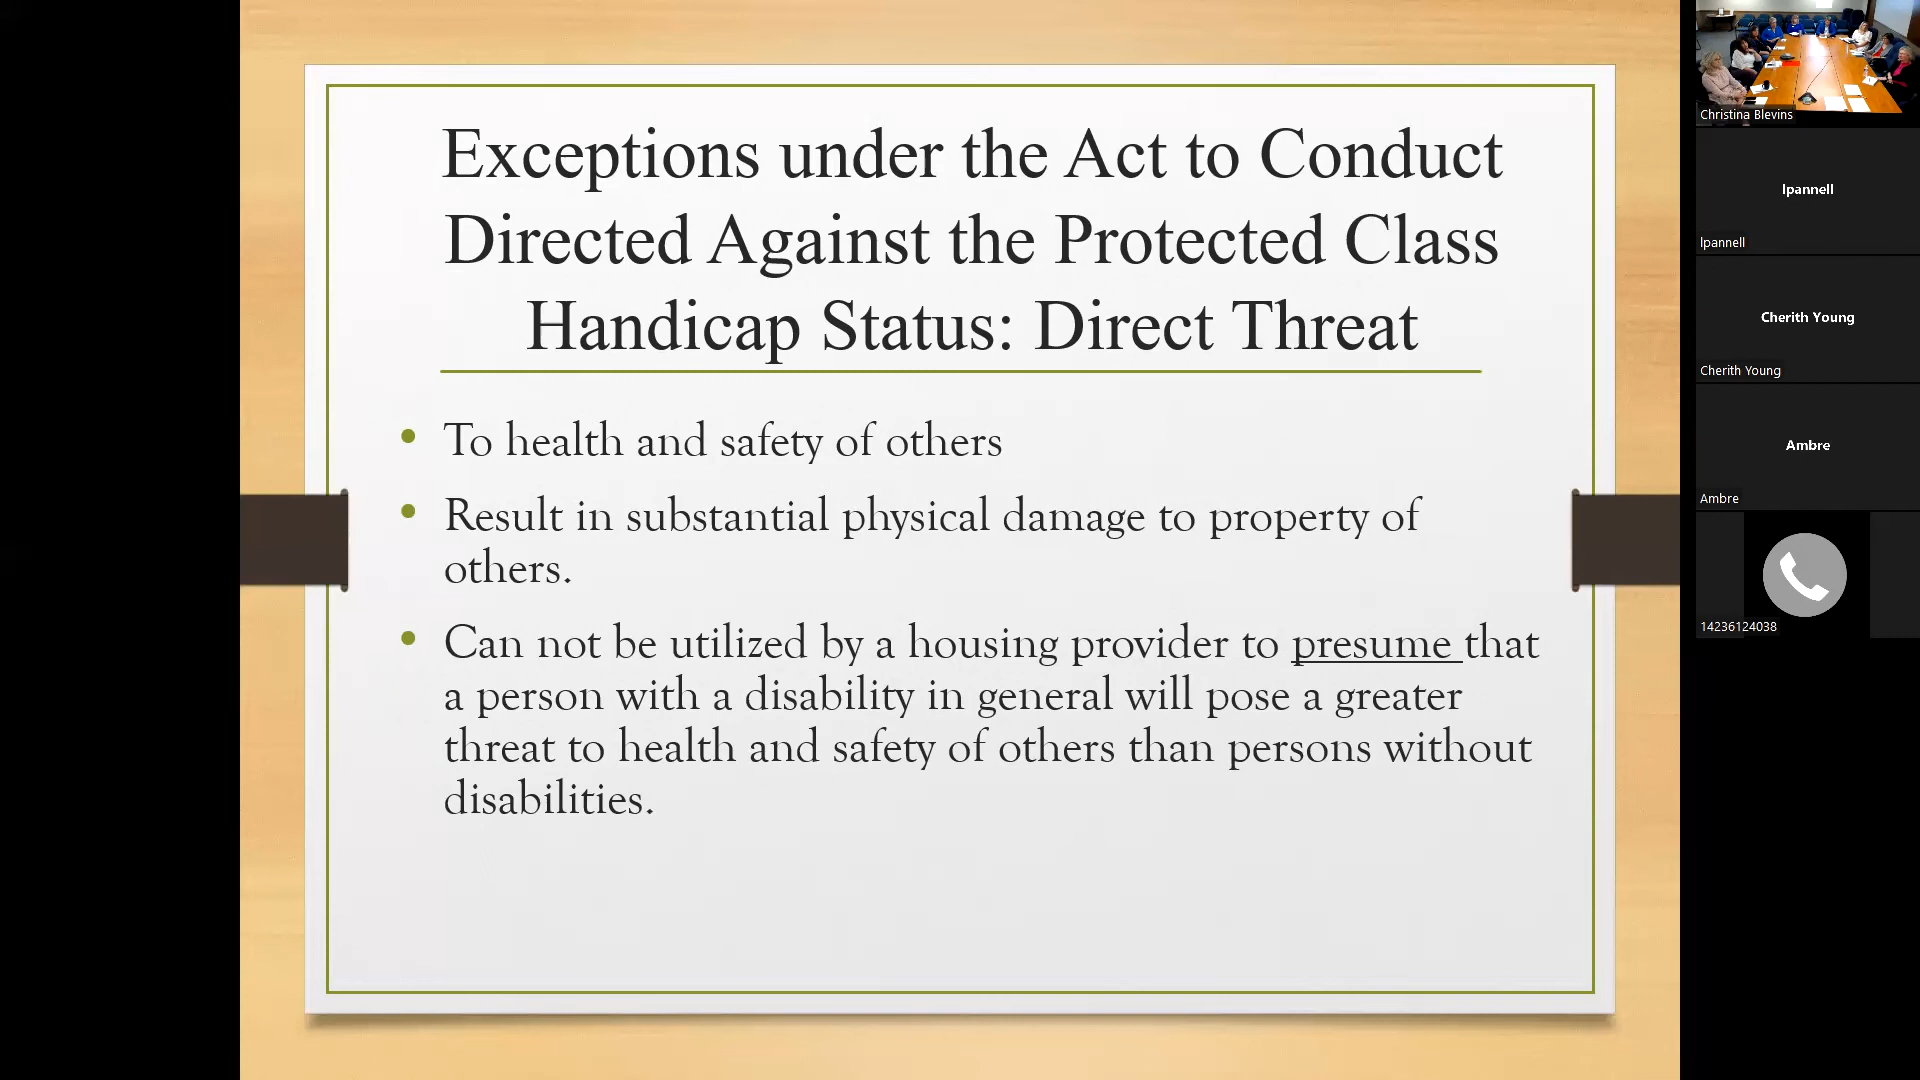 Exceptions under the Act to Conduct
Directed Against the Protected Class
Handicap Status: Direct Threat
• To health and safety of others
• Result in substantial physical damage to property of
others.
• Can not be utilized by a housing provider to presume that
a person with a disability in general will pose a greater
threat to health and safety of others than persons without
disabilities.
Christina Blevins
lpannell
lpannell
Cherith Young
Cherith Young
Ambre
Ambre
14236124038